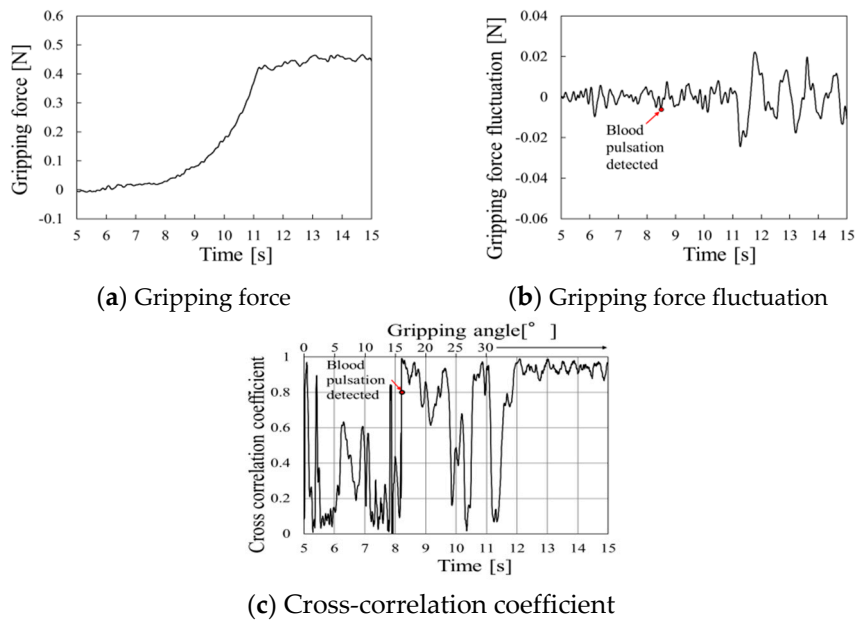 0.6
0.5
0.4
0.3
0.2
0.1
0
-0.1
Gripping force [N]
5 6 7 8 9 10 11 12 13 14 15
Time [s]
(a) Gripping force
0.04
0.02
0
-0.02
-0.04
-0.06
Gripping force fluctuation [N]
Blood
pulsation
detected
5 6 7 8 9 10 11 12 13 14 15
Time [s]
(b) Gripping force fluctuation
Gripping angle[° ]
0 5 10 15 20 25 30
1
0.8
0.6
0.4
0.2
0
Cross correlation coefficient
Blood
pulsation
detected
5 6 7 8 9 10 11 12 13 14 15
Time [s]
(c) Cross-correlation coefficient